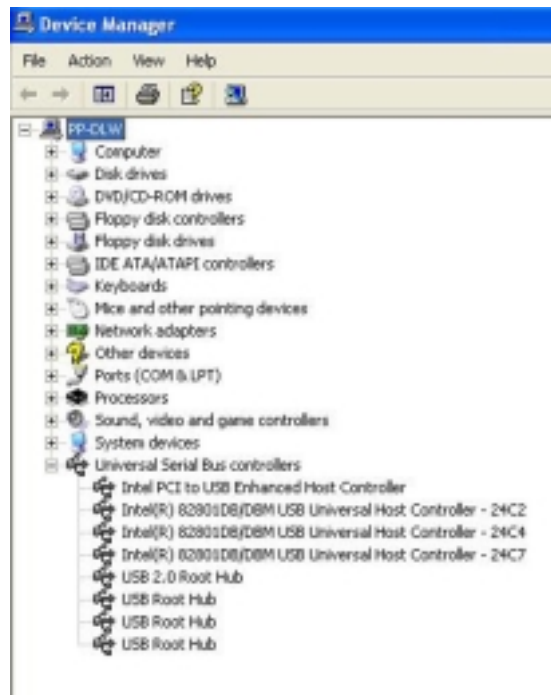 Device Manager
File Action View Help
PP-DLW
Computer
Disk drives
DVD/CD-ROM drives
Floppy disk controllers
Floppy disk drives
IDE ATA/ATAPI controllers
Keyboards
Mice and other pointing devices
Network adapters
Other devices
Ports (COM & LPT)
Processors
Sound, video and game controllers
System devices
Universal Serial Bus controllers
Intel PCI to USB Enhanced Host Controller
Intel(R) 82801DB/DBM USB Universal Host Controller - 24C2
Intel(R) 82801DB/DBM USB Universal Host Controller - 24C4
Intel(R) 82801DB/DBM USB Universal Host Controller - 24C7
USB 2.0 Root Hub
USB Root Hub
USB Root Hub
USB Root Hub